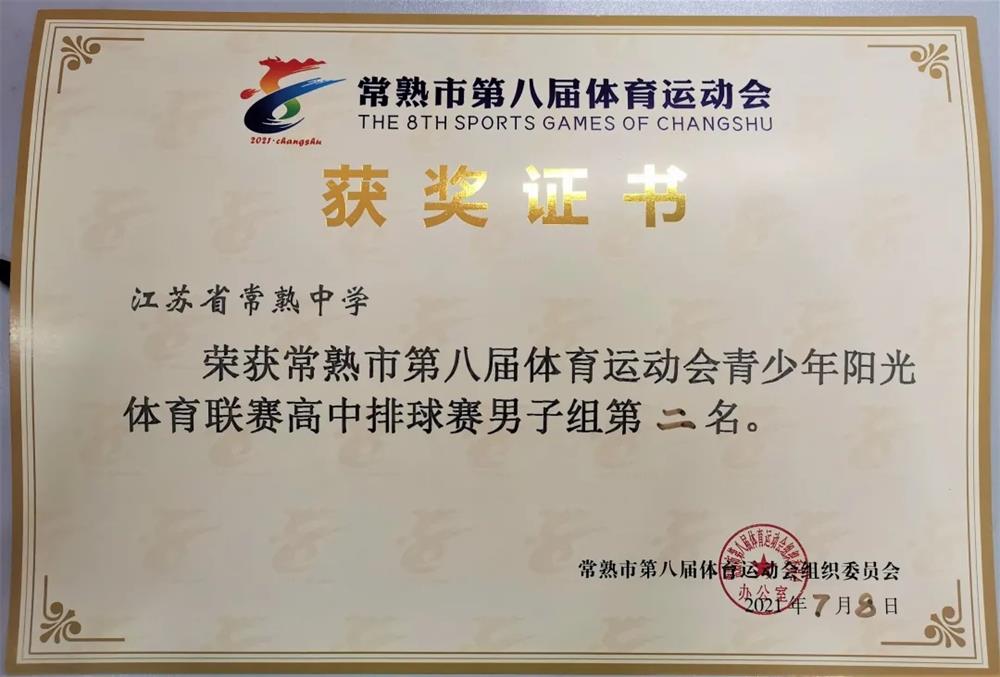 常熟市第八届体育运动会
THE 8TH SPORTS GAMES OF CHANGSHU
2021·changshu
获奖证书
江苏省常熟中学
荣获常熟市第八届体育运动会青少年阳光
体育联赛高中排球赛男子组第二名。
常熟市第八届体育运动会组织委员会
办公室
2021年7月8日